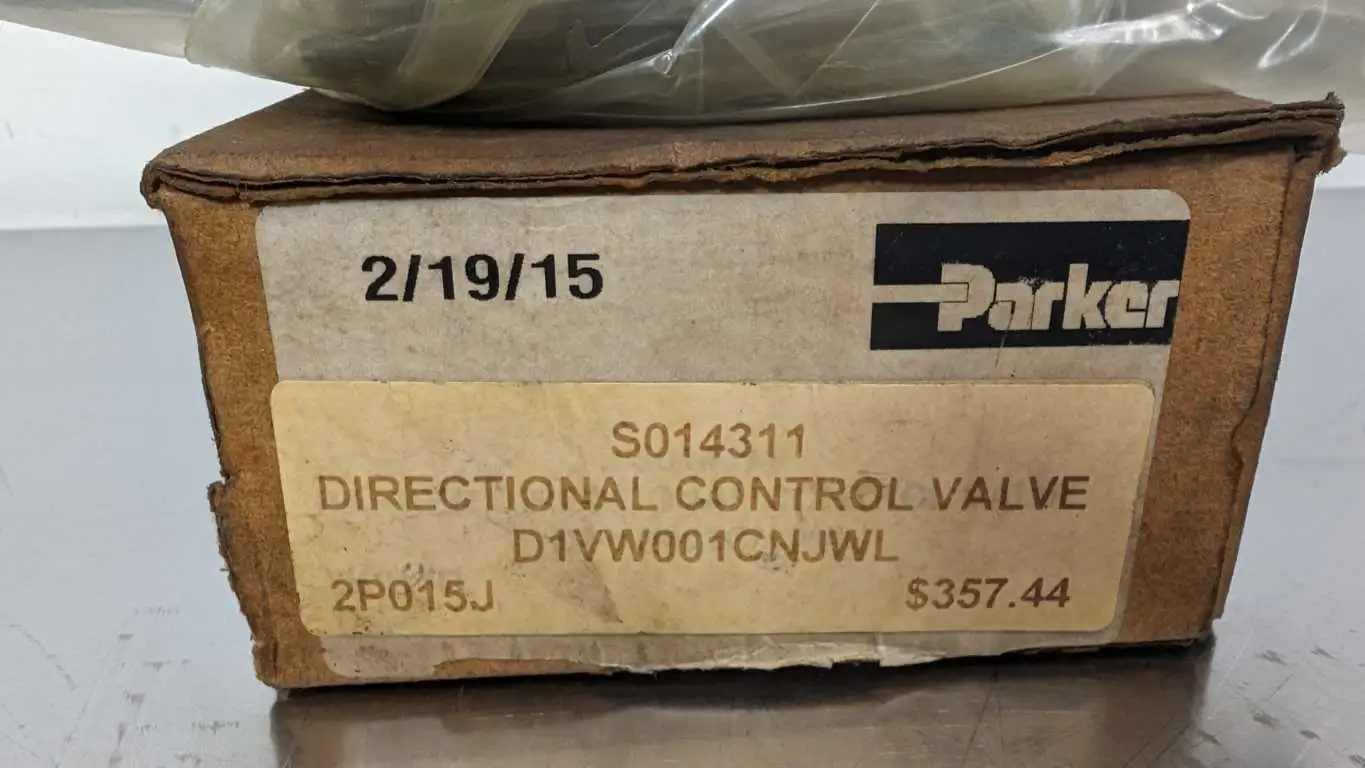 2/19/15
Parker
S014311
DIRECTIONAL CONTROL VALVE
D1VW001CNJWL
2P015J
$357.44